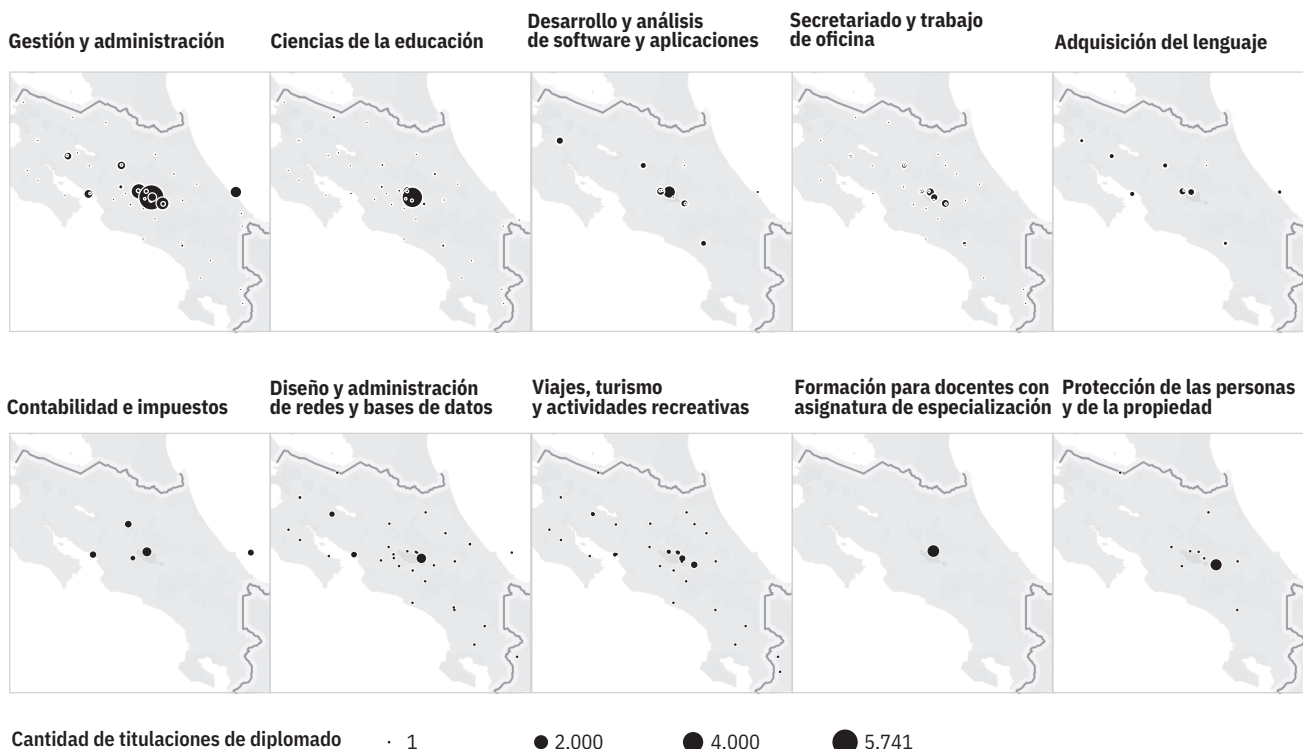 Gestión y administración
Ciencias de la educación
Desarrollo y análisis
de software y aplicaciones
Secretariado y trabajo
de oficina
Adquisición del lenguaje
Contabilidad e impuestos
Diseño y administración
de redes y bases de datos
Viajes, turismo
y actividades recreativas
Formación para docentes con
asignatura de especialización
Protección de las personas
y de la propiedad
Cantidad de titulaciones de diplomado 1 2.000 4.000 5.741